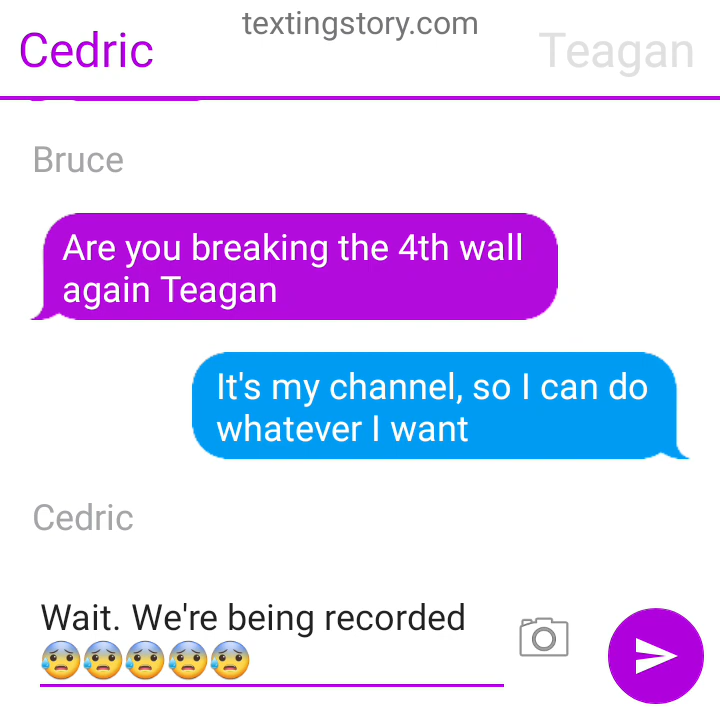 textingstory.com
Cedric
Teagan
Bruce
Are you breaking the 4th wall
again Teagan
It's my channel, so I can do
whatever I want
Cedric
Wait. We're being recorded
😰😰😰😰😰